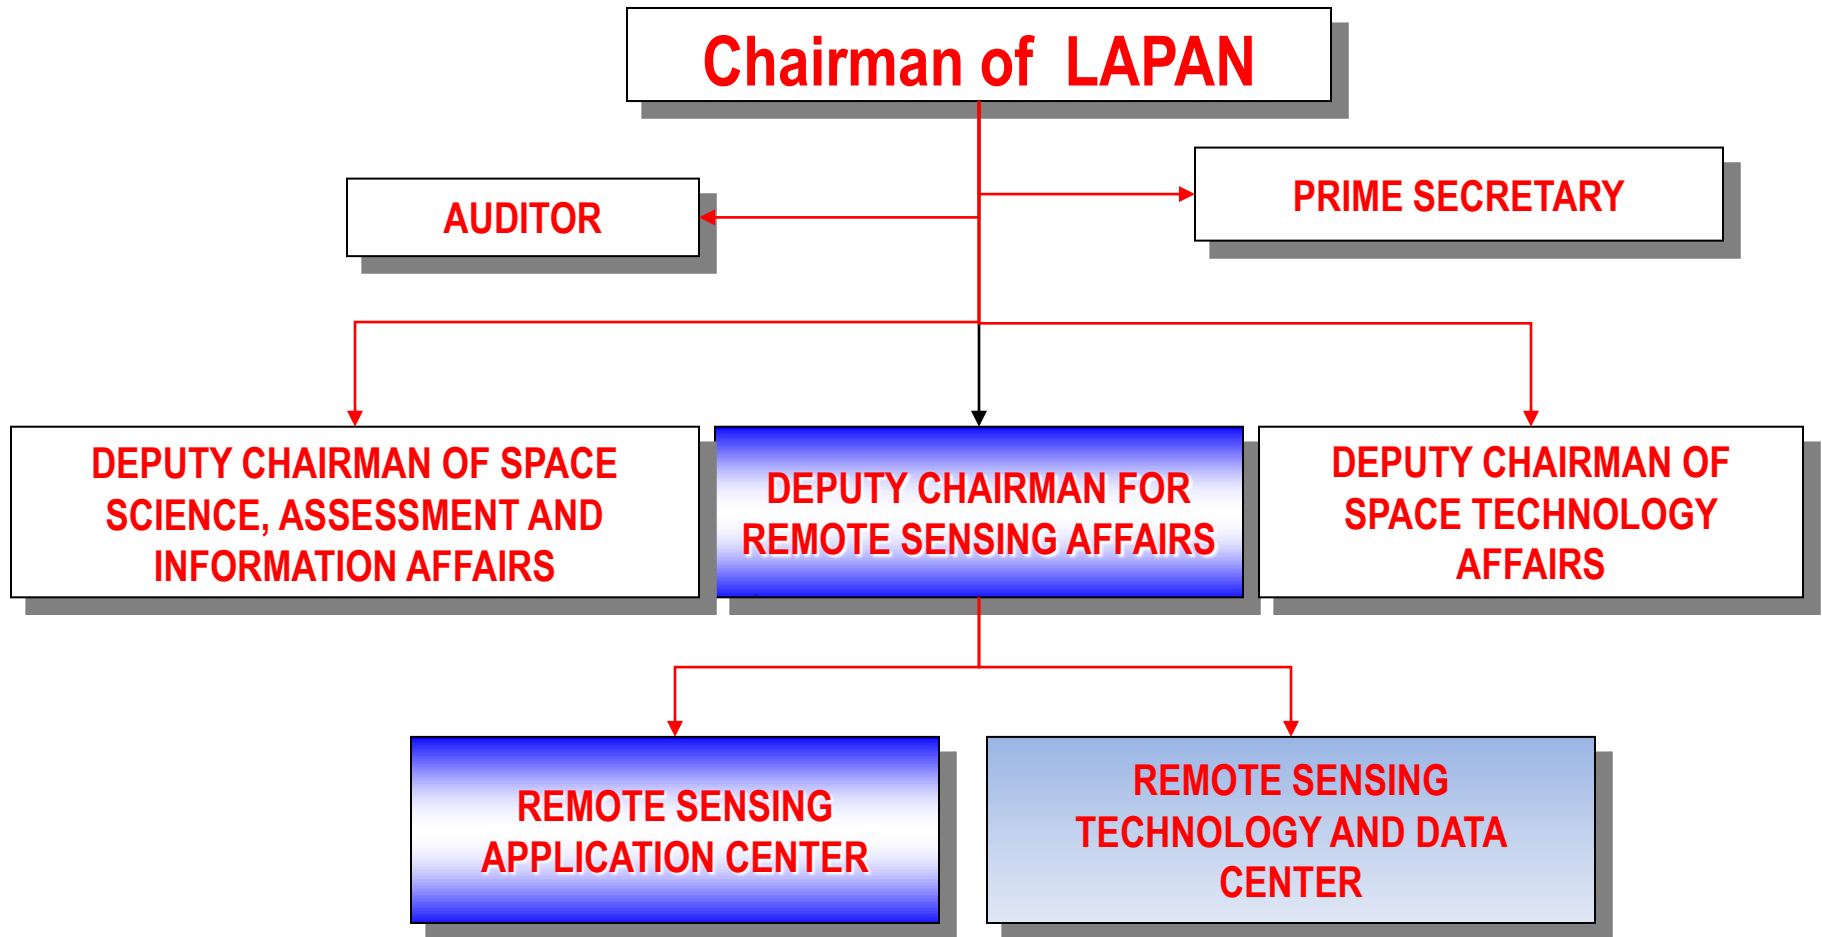 Chairman of LAPAN
PRIME SECRETARY
AUDITOR
DEPUTY CHAIRMAN OF SPACE
SCIENCE, ASSESSMENT AND
INFORMATION AFFAIRS
DEPUTY CHAIRMAN FOR
REMOTE SENSING AFFAIRS
DEPUTY CHAIRMAN OF
SPACE TECHNOLOGY
AFFAIRS
REMOTE SENSING
APPLICATION CENTER
REMOTE SENSING
TECHNOLOGY AND DATA
CENTER